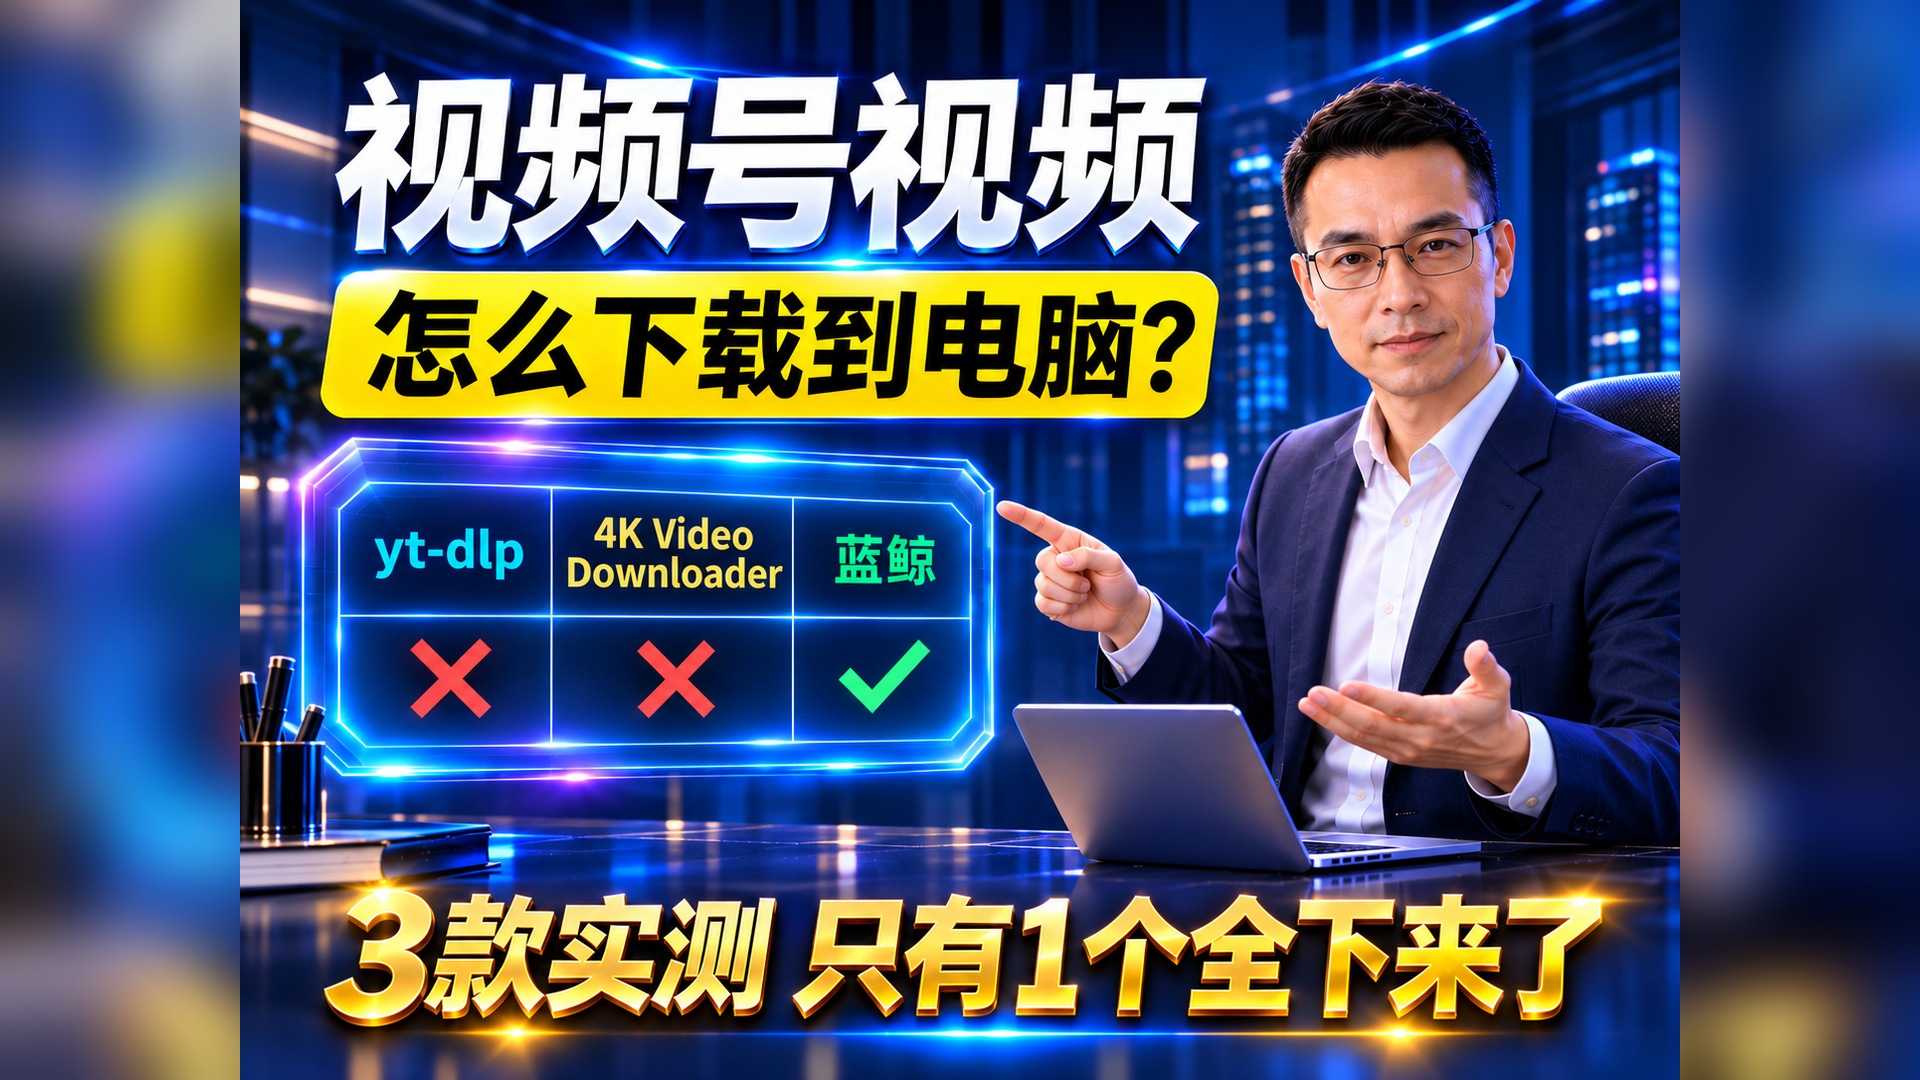 视频号视频
怎么下载到电脑?
yt-dlp
4K Video
Downloader
蓝鲸
3款实测 只有1个全下来了